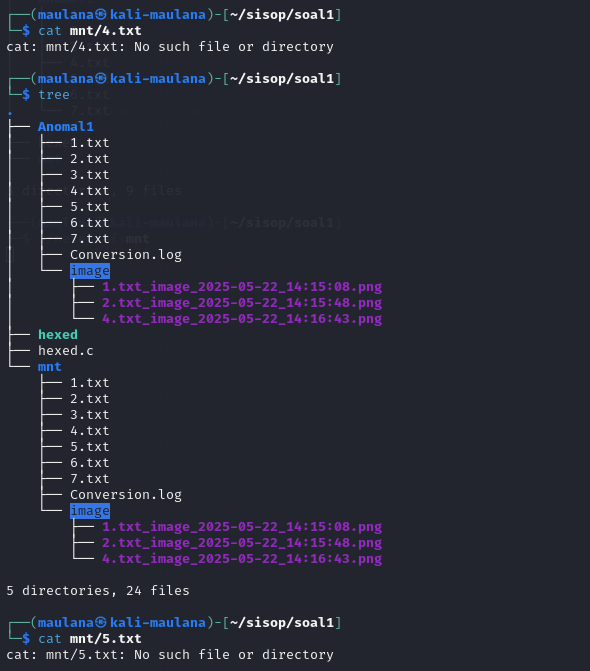 ┌──(maulana㉿kali-maulana)-[~/sisop/soal1]
└─$ cat mnt/4.txt
cat: mnt/4.txt: No such file or directory

┌──(maulana㉿kali-maulana)-[~/sisop/soal1]
└─$ tree
.
├── Anomal1
│   ├── 1.txt
│   ├── 2.txt
│   ├── 3.txt
│   ├── 4.txt
│   ├── 5.txt
│   ├── 6.txt
│   ├── 7.txt
│   ├── Conversion.log
│   └── image
│       ├── 1.txt_image_2025-05-22_14:15:08.png
│       ├── 2.txt_image_2025-05-22_14:15:48.png
│       └── 4.txt_image_2025-05-22_14:16:43.png
├── hexed
├── hexed.c
└── mnt
    ├── 1.txt
    ├── 2.txt
    ├── 3.txt
    ├── 4.txt
    ├── 5.txt
    ├── 6.txt
    ├── 7.txt
    ├── Conversion.log
    └── image
        ├── 1.txt_image_2025-05-22_14:15:08.png
        ├── 2.txt_image_2025-05-22_14:15:48.png
        └── 4.txt_image_2025-05-22_14:16:43.png

5 directories, 24 files

┌──(maulana㉿kali-maulana)-[~/sisop/soal1]
└─$ cat mnt/5.txt
cat: mnt/5.txt: No such file or directory